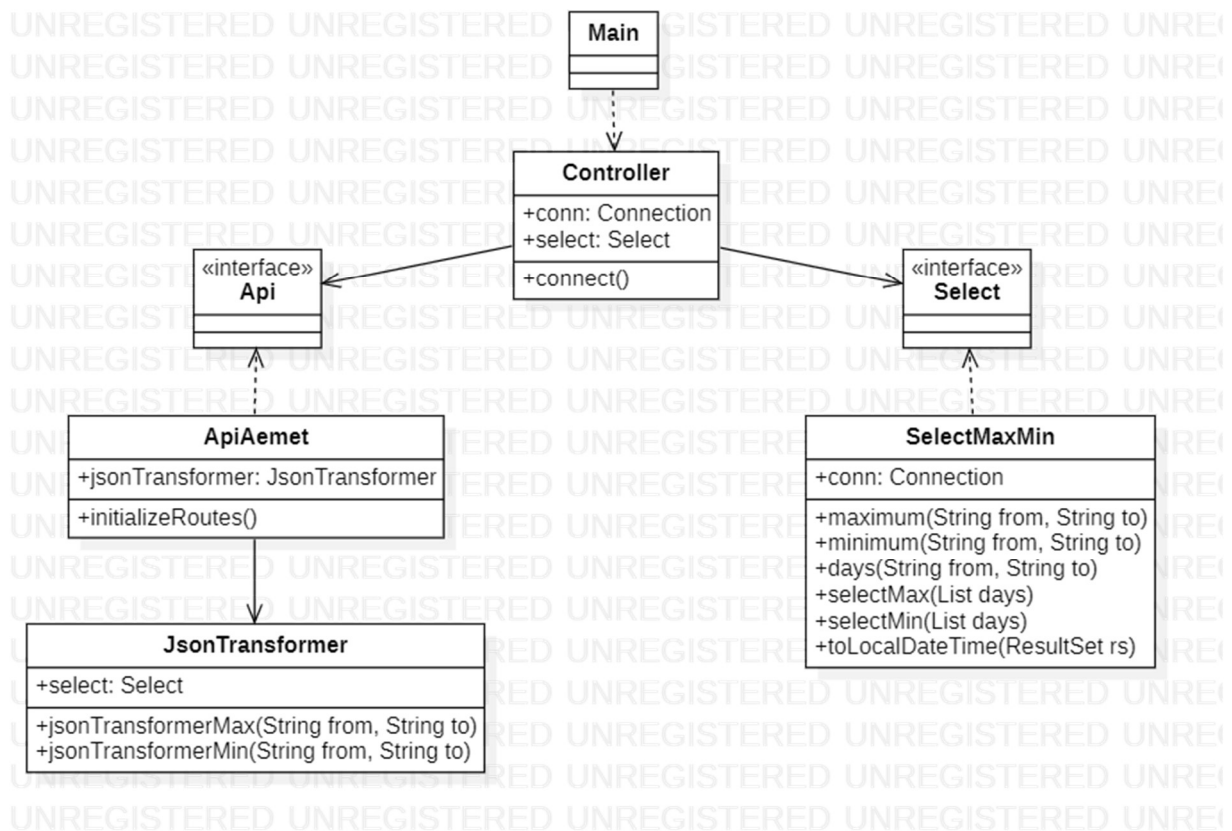 Main
Controller
+conn: Connection
+select: Select
+connect()
«interface»
Api
«interface»
Select
ApiAemet
+jsonTransformer: JsonTransformer
+initializeRoutes()
SelectMaxMin
+conn: Connection
+maximum(String from, String to)
+minimum(String from, String to)
+days(String from, String to)
+selectMax(List days)
+selectMin(List days)
+toLocalDateTime(ResultSet rs)
JsonTransformer
+select: Select
+jsonTransformerMax(String from, String to)
+jsonTransformerMin(String from, String to)
UNREGISTERED